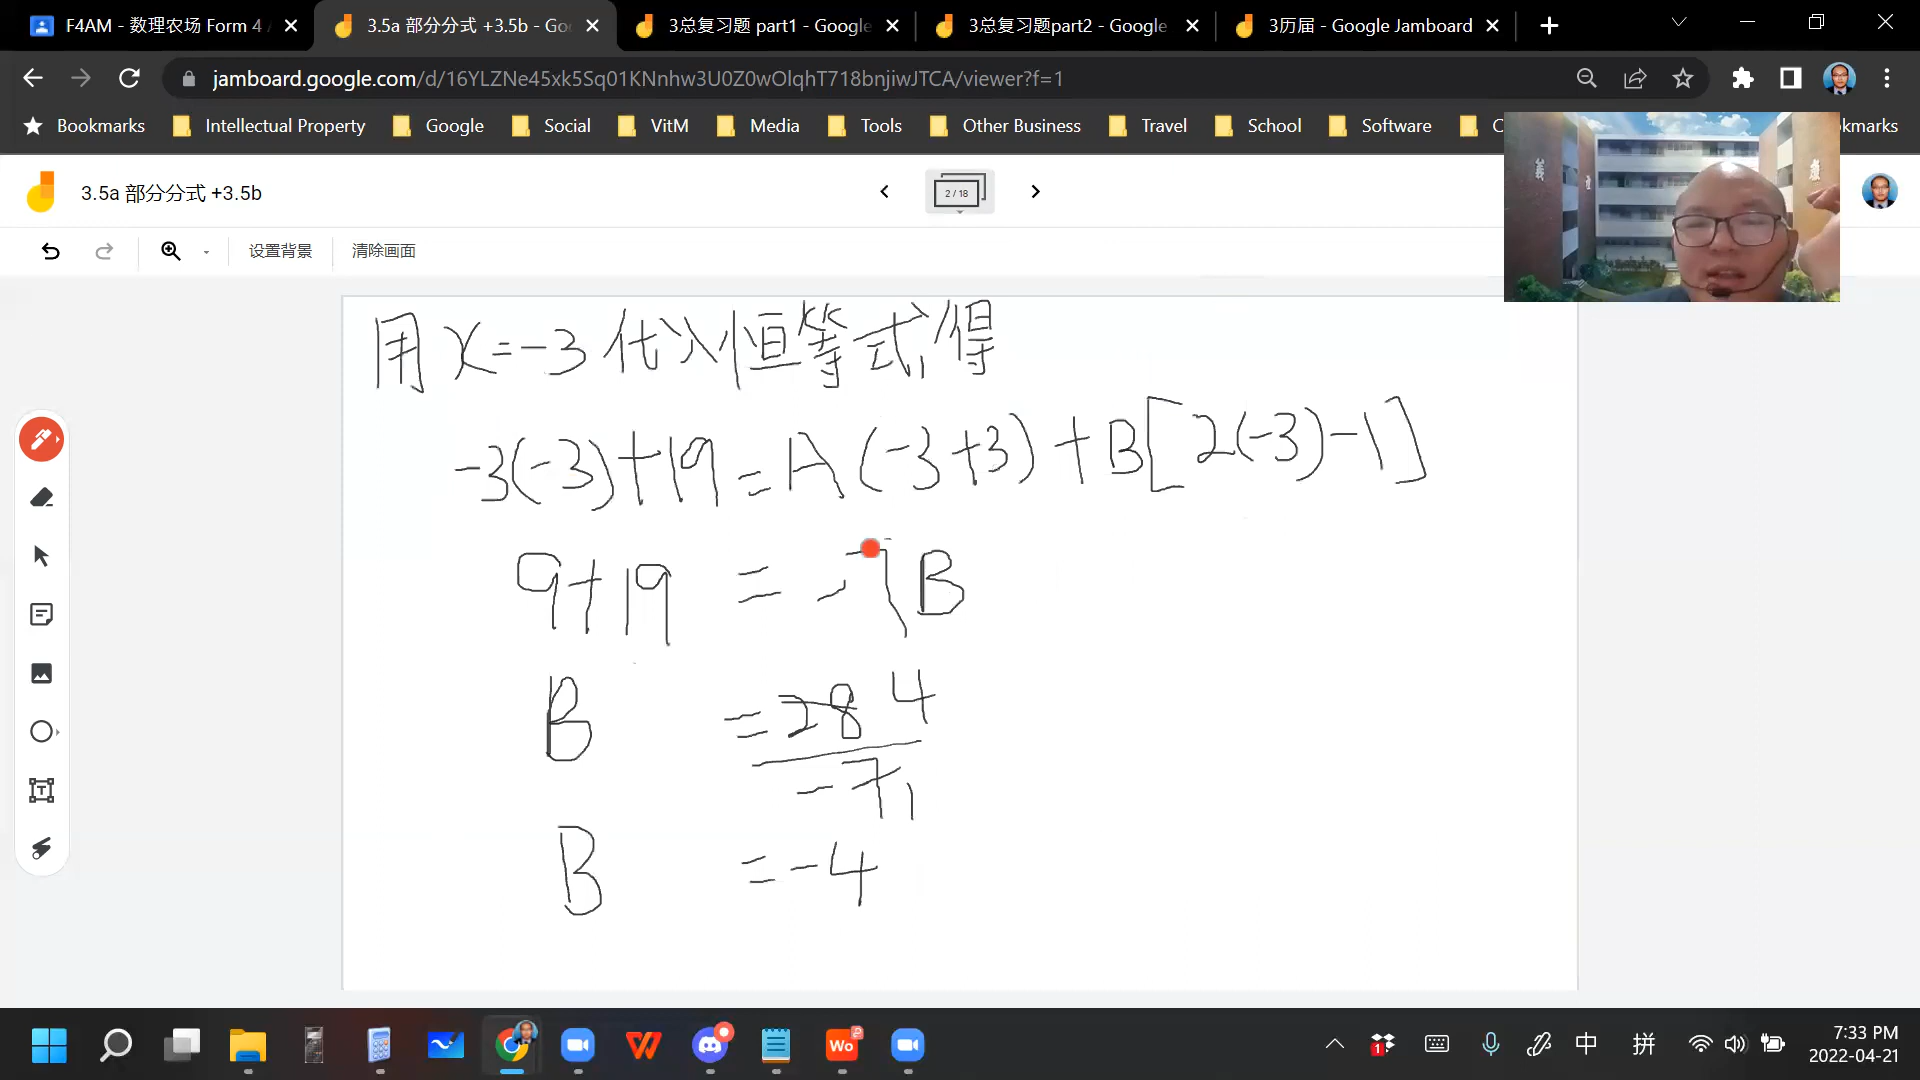 F4AM - 数理农场 Form 4
3.5a 部分分式 +3.5b - Go
3总复习题 part1 - Google
3总复习题part2 - Google
3历届 - Google Jamboard
jamboard.google.com/d/16YLZNe45xk5Sq01KNnhw3U0Z0wOlqhT718bnjiwJTCA/viewer?f=1
Bookmarks Intellectual Property Google Social VitM Media Tools Other Business Travel School Software
3.5a 部分分式 +3.5b
2 / 18
设置背景 清除画面
用 x=-3 代入恒等式,得
-3(-3)+19=A(-3+3)+B[2(-3)-1]
9+19 = -7B
B = 28 4
-7 1
B = -4
Wo
1
中 拼
7:33 PM
2022-04-21